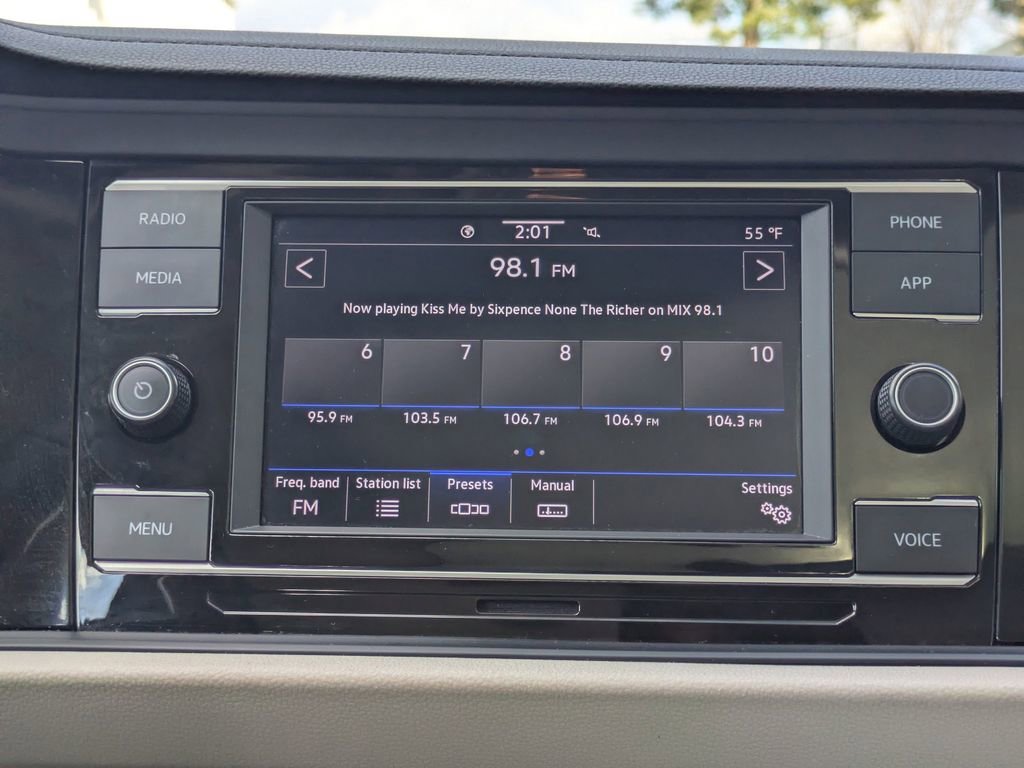 RADIO
MEDIA
MENU
2:01
55 °F
<
98.1 FM
>
Now playing Kiss Me by Sixpence None The Richer on MIX 98.1
6 7 8 9 10
95.9 FM 103.5 FM 106.7 FM 106.9 FM 104.3 FM
Freq. band Station list Presets Manual Settings
FM
PHONE
APP
VOICE